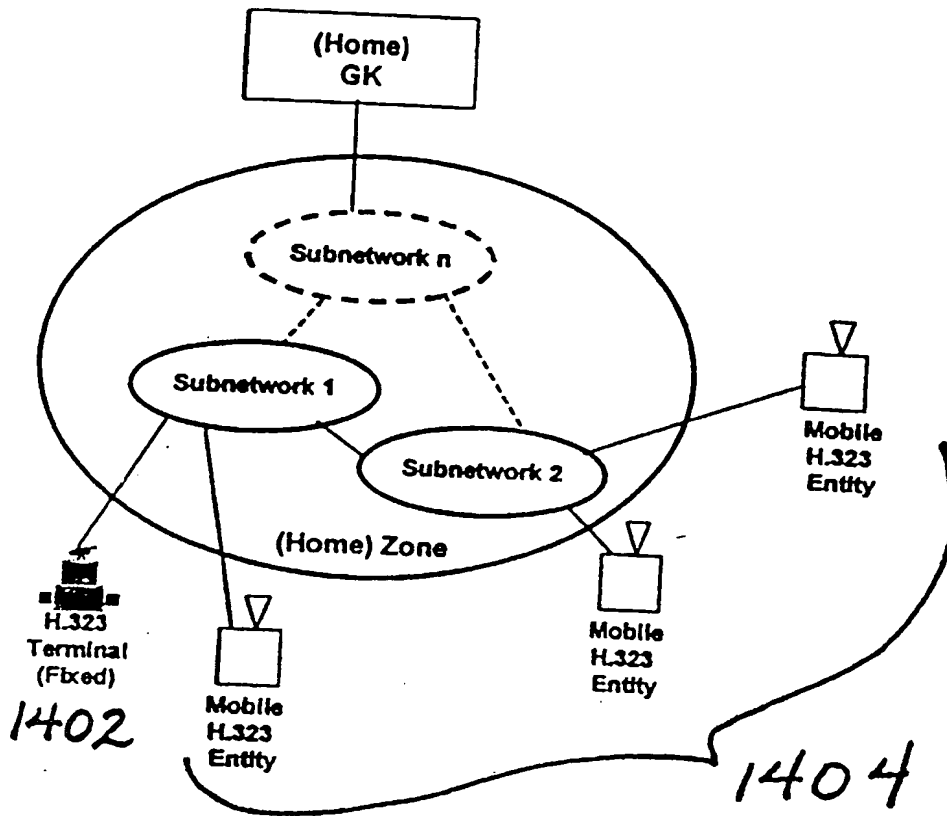 (Home)
GK
Subnetwork n
Subnetwork 1
Subnetwork 2
(Home) Zone
Mobile
H.323
Entity
H.323
Terminal
(Fixed)
1402
Mobile
H.323
Entity
Mobile
H.323
Entity
1404